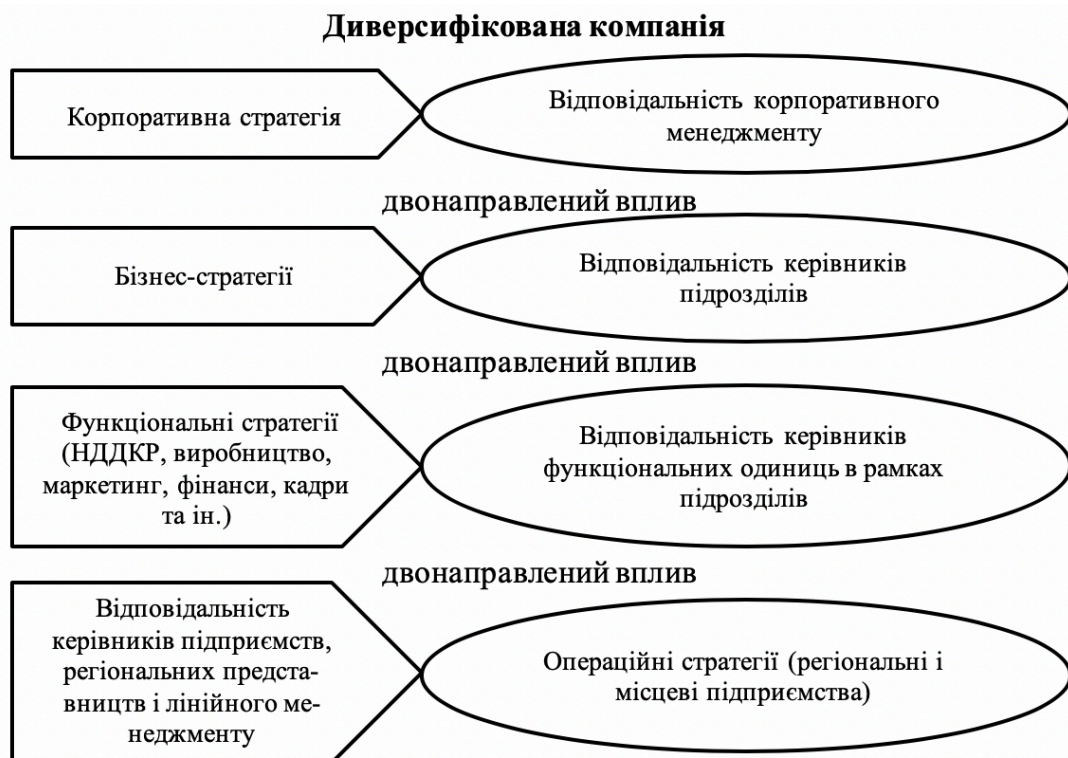 Диверсифікована компанія
Корпоративна стратегія
Відповідальність корпоративного
менеджменту
двонаправлений вплив
Бізнес-стратегії
Відповідальність керівників
підрозділів
двонаправлений вплив
Функціональні стратегії
(НДДКР, виробництво,
маркетинг, фінанси, кадри
та ін.)
Відповідальність керівників
функціональних одиниць в рамках
підрозділів
двонаправлений вплив
Відповідальність
керівників підприємств,
регіональних предста-
вництв і лінійного ме-
неджменту
Операційні стратегії (регіональні і
місцеві підприємства)